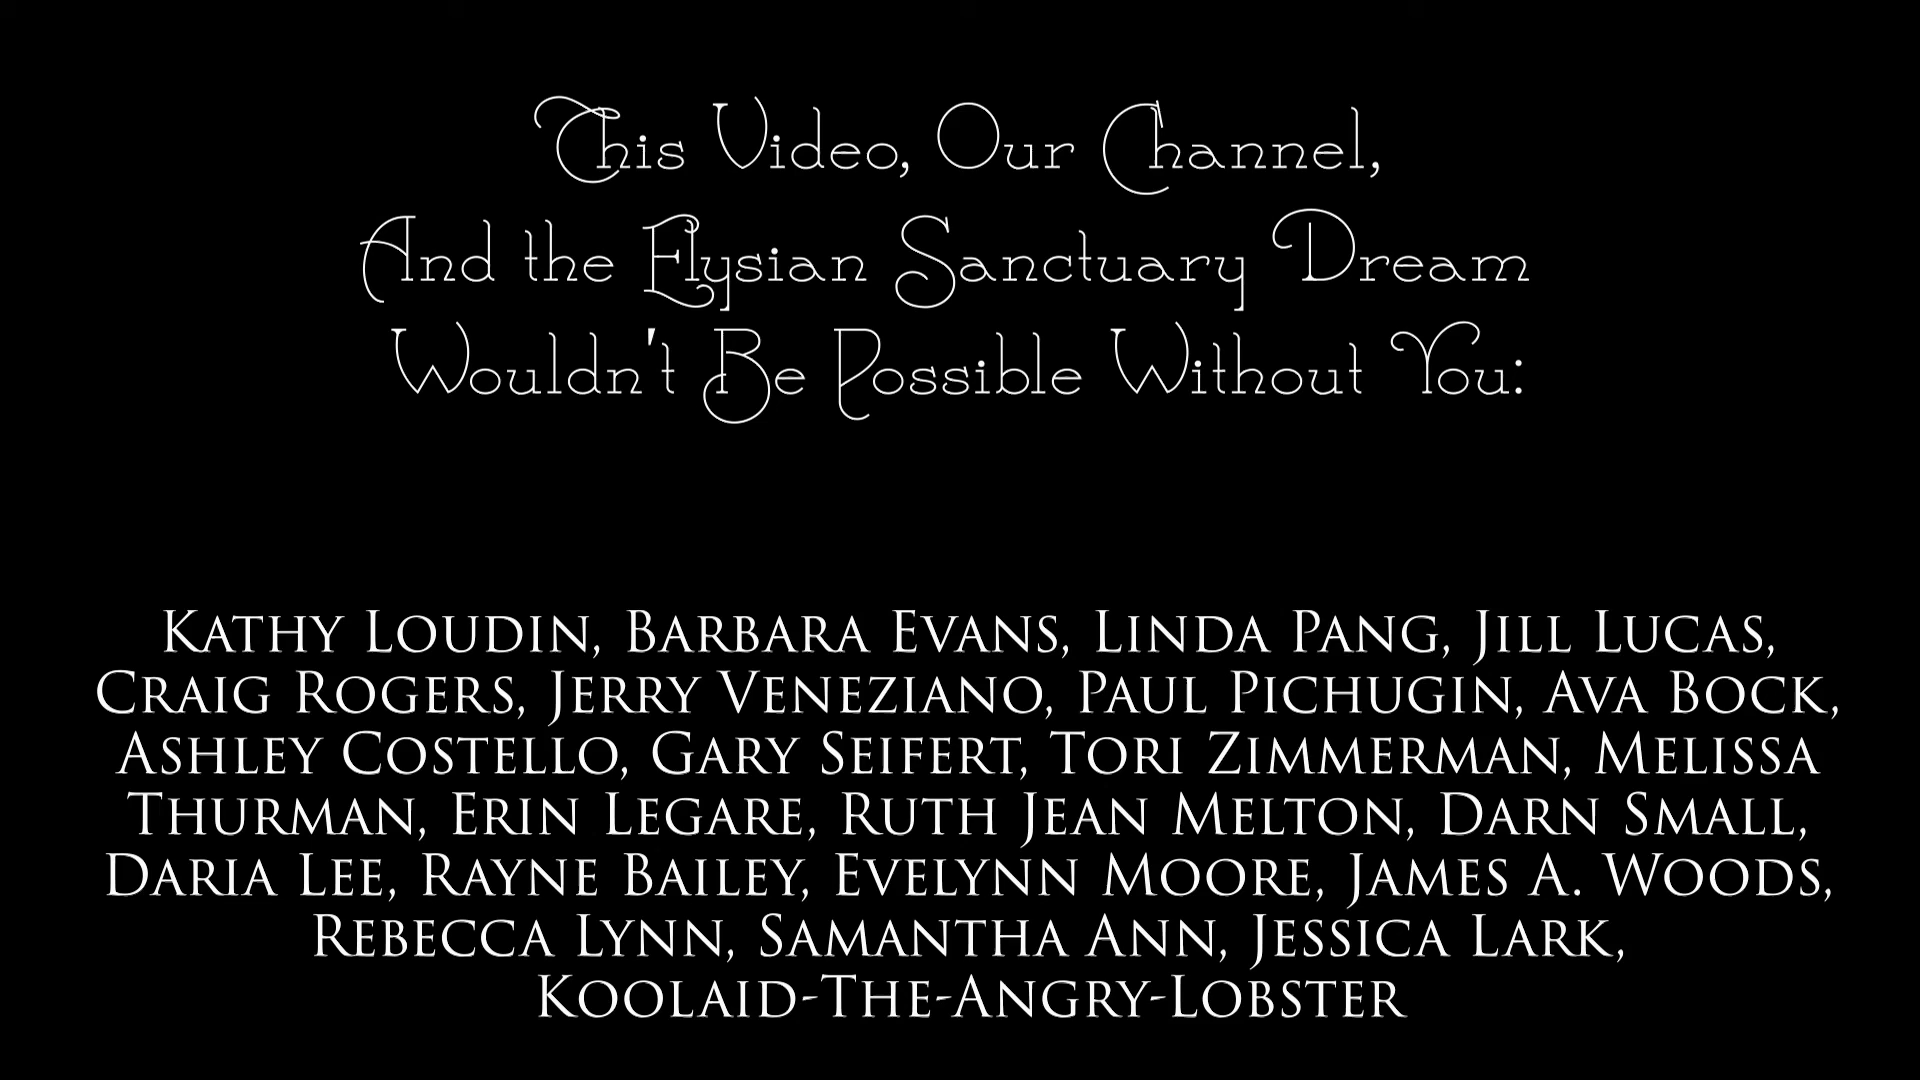 This Video, Our Channel,
And the Elysian Sanctuary Dream
Wouldn't Be Possible Without You:
Kathy Loudin, Barbara Evans, Linda Pang, Jill Lucas,
Craig Rogers, Jerry Veneziano, Paul Pichugin, Ava Bock,
Ashley Costello, Gary Seifert, Tori Zimmerman, Melissa
Thurman, Erin Legare, Ruth Jean Melton, Darn Small,
Daria Lee, Rayne Bailey, Evelynn Moore, James A. Woods,
Rebecca Lynn, Samantha Ann, Jessica Lark,
Koolaid-The-Angry-Lobster